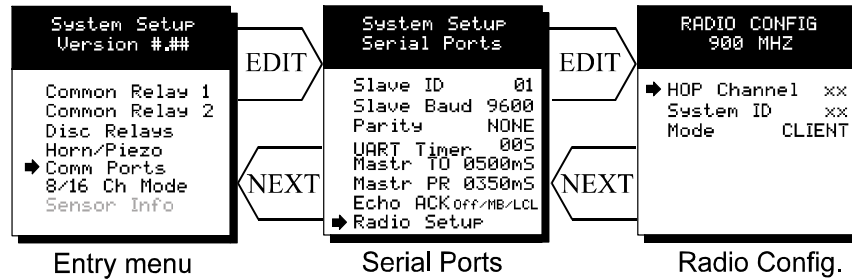 System Setup
Version #.##
Common Relay 1
Common Relay 2
Disc Relays
Horn/Piezo
Comm Ports
8/16 Ch Mode
Sensor Info
Entry menu
EDIT
NEXT
System Setup
Serial Ports
Slave ID 01
Slave Baud 9600
Parity NONE
UART Timer 00S
Mastr TO 0500mS
Mastr PR 0350mS
Echo ACK Off/MB/LCL
Radio Setup
Serial Ports
EDIT
NEXT
RADIO CONFIG
900 MHZ
HOP Channel xx
System ID xx
Mode CLIENT
Radio Config.